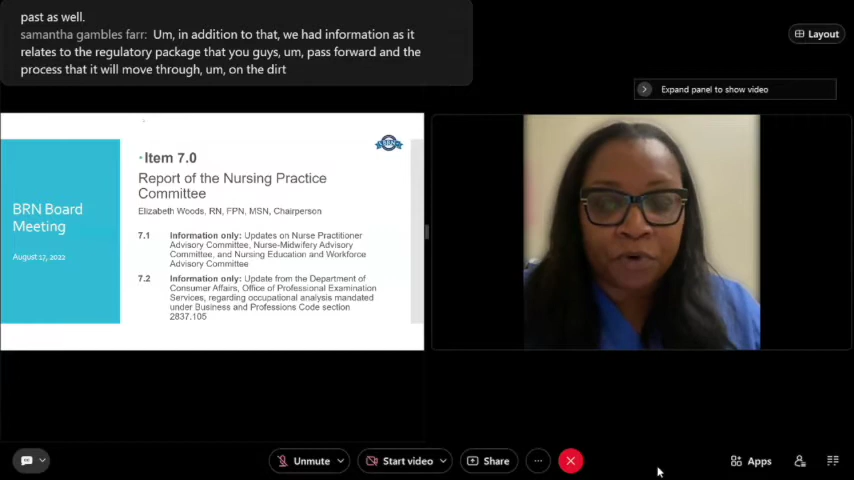 past as well.
samantha gambles farr: Um, in addition to that, we had information as it
relates to the regulatory package that you guys, um, pass forward and the
process that it will move through, um, on the dirt
Layout
Expand panel to show video
BRN
•Item 7.0
Report of the Nursing Practice
Committee
Elizabeth Woods, RN, FPN, MSN, Chairperson
BRN Board
Meeting
August 17, 2022
7.1 Information only: Updates on Nurse Practitioner
Advisory Committee, Nurse-Midwifery Advisory
Committee, and Nursing Education and Workforce
Advisory Committee
7.2 Information only: Update from the Department of
Consumer Affairs, Office of Professional Examination
Services, regarding occupational analysis mandated
under Business and Professions Code section
2837.105
Unmute
Start video
Share
Apps